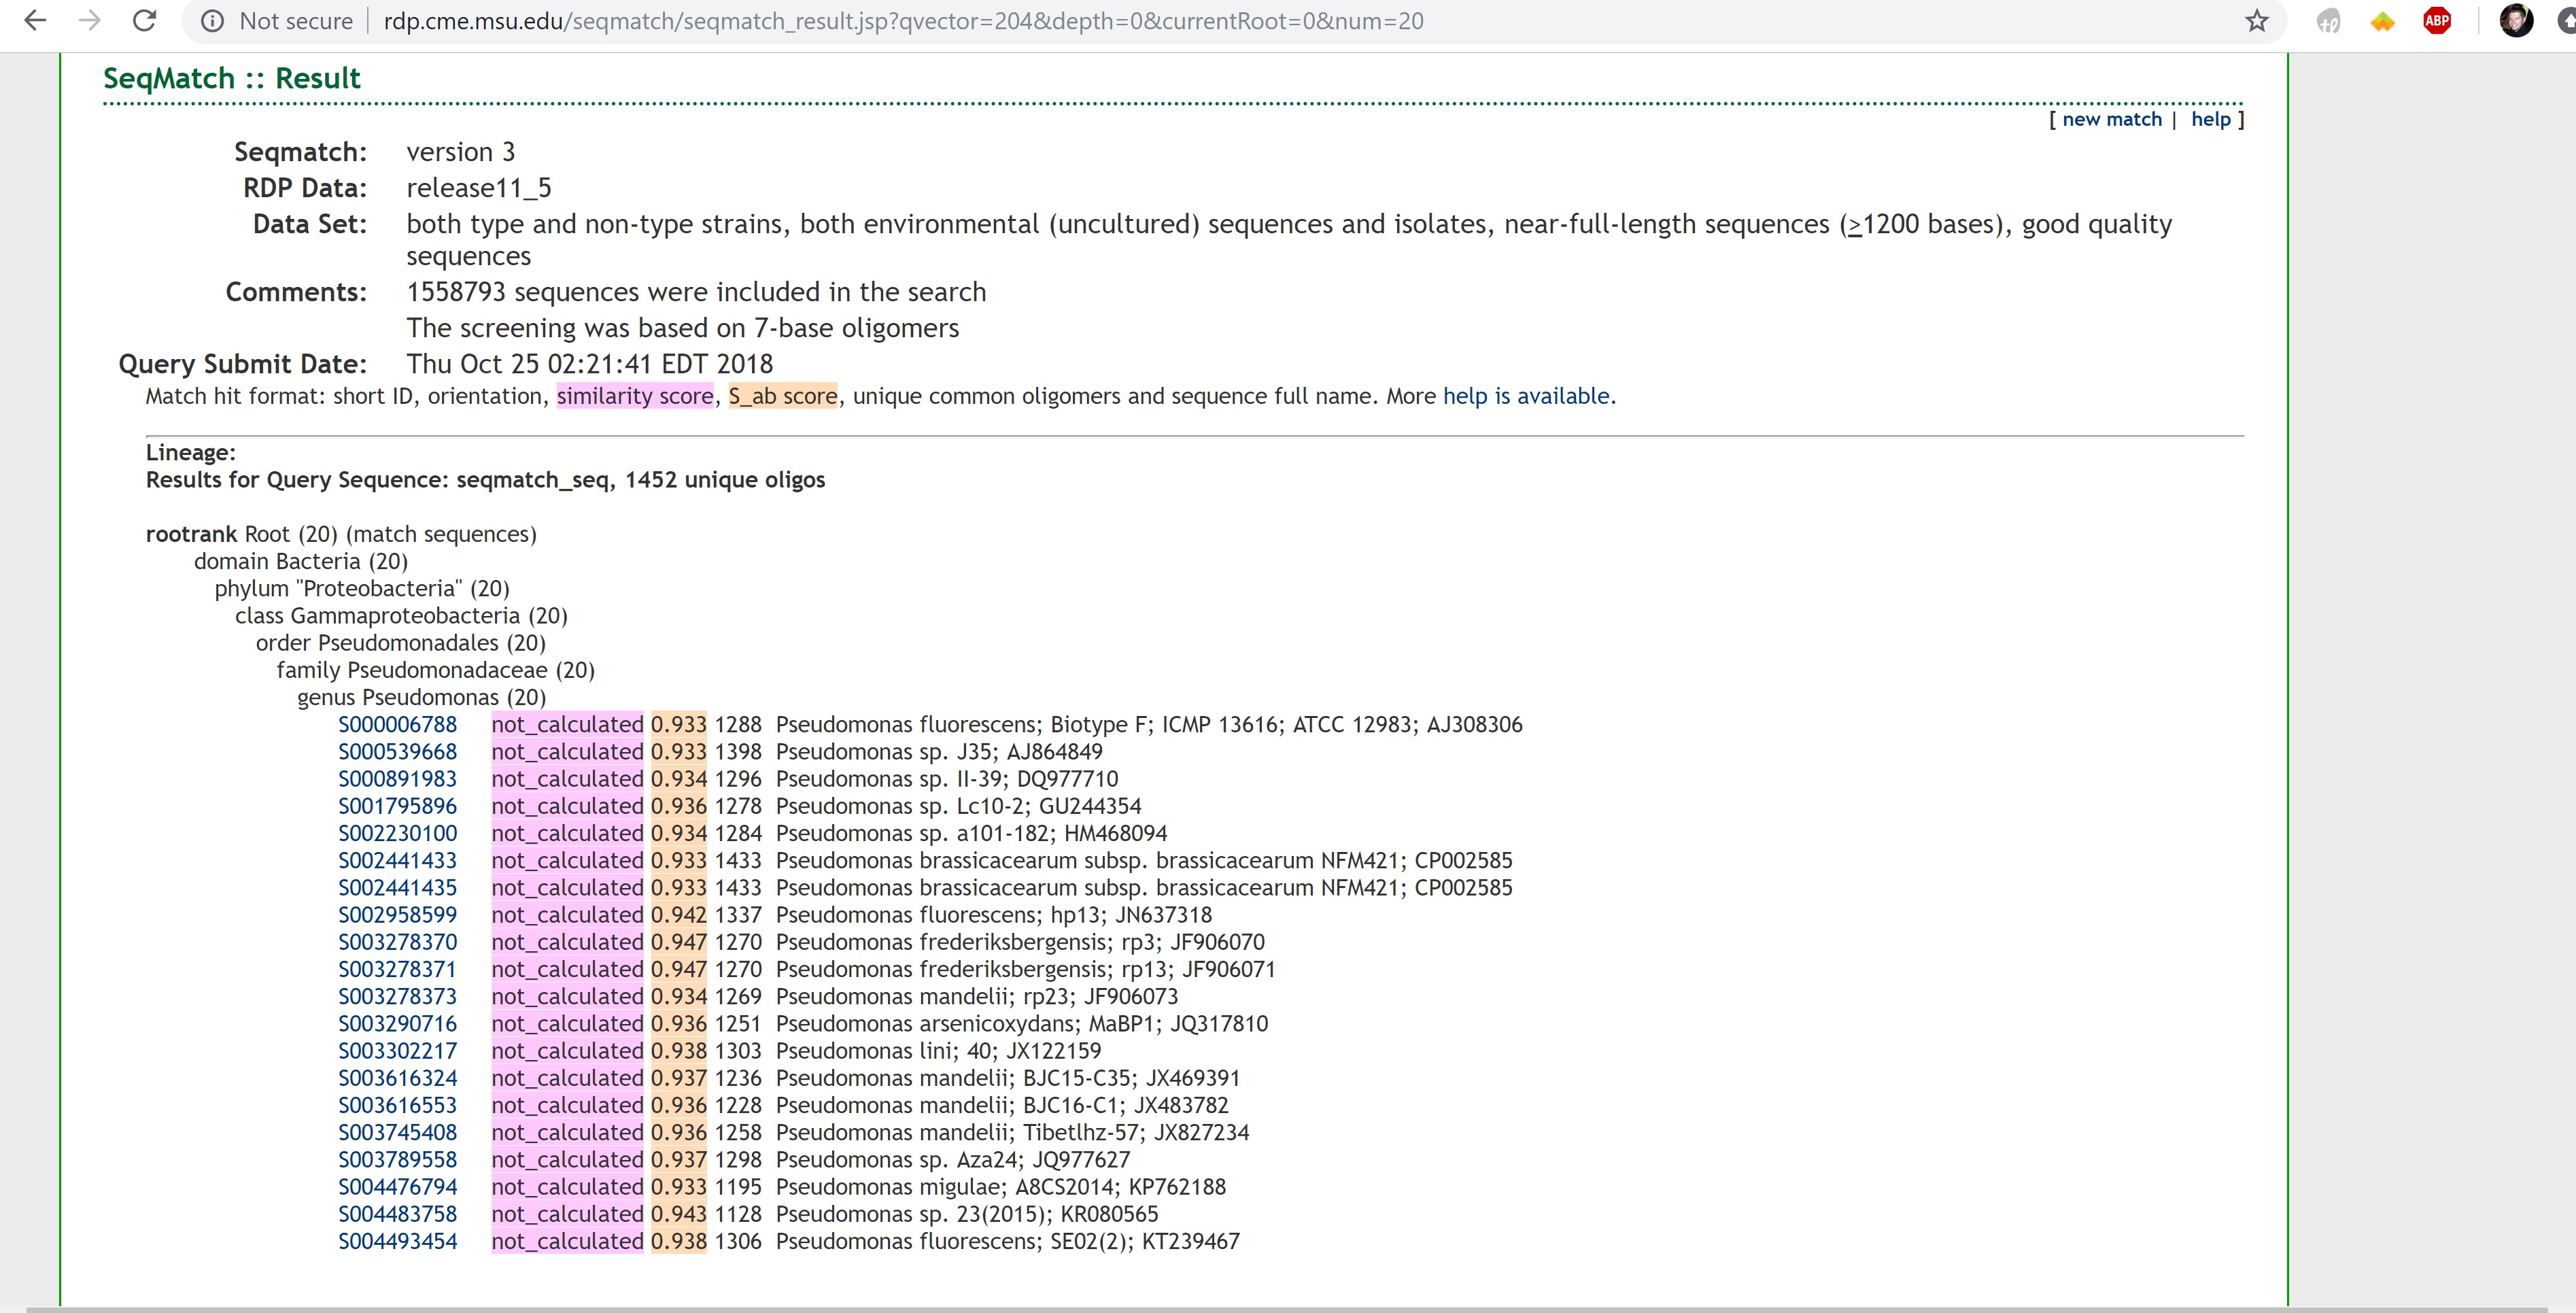 Not secure | rdp.cme.msu.edu/seqmatch/seqmatch_result.jsp?qvector=204&depth=0&currentRoot=0&num=20
ABP
SeqMatch :: Result
[ new match | help ]
Seqmatch: version 3
RDP Data: release11_5
Data Set: both type and non-type strains, both environmental (uncultured) sequences and isolates, near-full-length sequences (≥1200 bases), good quality
sequences
Comments: 1558793 sequences were included in the search
The screening was based on 7-base oligomers
Query Submit Date: Thu Oct 25 02:21:41 EDT 2018
Match hit format: short ID, orientation, similarity score, S_ab score, unique common oligomers and sequence full name. More help is available.
Lineage:
Results for Query Sequence: seqmatch_seq, 1452 unique oligos
rootrank Root (20) (match sequences)
domain Bacteria (20)
phylum "Proteobacteria" (20)
class Gammaproteobacteria (20)
order Pseudomonadales (20)
family Pseudomonadaceae (20)
genus Pseudomonas (20)
S000006788 not_calculated 0.933 1288 Pseudomonas fluorescens; Biotype F; ICMP 13616; ATCC 12983; AJ308306
S000539668 not_calculated 0.933 1398 Pseudomonas sp. J35; AJ864849
S000891983 not_calculated 0.934 1296 Pseudomonas sp. II-39; DQ977710
S001795896 not_calculated 0.936 1278 Pseudomonas sp. Lc10-2; GU244354
S002230100 not_calculated 0.934 1284 Pseudomonas sp. a101-182; HM468094
S002441433 not_calculated 0.933 1433 Pseudomonas brassicacearum subsp. brassicacearum NFM421; CP002585
S002441435 not_calculated 0.933 1433 Pseudomonas brassicacearum subsp. brassicacearum NFM421; CP002585
S002958599 not_calculated 0.942 1337 Pseudomonas fluorescens; hp13; JN637318
S003278370 not_calculated 0.947 1270 Pseudomonas frederiksbergensis; rp3; JF906070
S003278371 not_calculated 0.947 1270 Pseudomonas frederiksbergensis; rp13; JF906071
S003278373 not_calculated 0.934 1269 Pseudomonas mandelii; rp23; JF906073
S003290716 not_calculated 0.936 1251 Pseudomonas arsenicoxydans; MaBP1; JQ317810
S003302217 not_calculated 0.938 1303 Pseudomonas lini; 40; JX122159
S003616324 not_calculated 0.937 1236 Pseudomonas mandelii; BJC15-C35; JX469391
S003616553 not_calculated 0.936 1228 Pseudomonas mandelii; BJC16-C1; JX483782
S003745408 not_calculated 0.936 1258 Pseudomonas mandelii; Tibetlhz-57; JX827234
S003789558 not_calculated 0.937 1298 Pseudomonas sp. Aza24; JQ977627
S004476794 not_calculated 0.933 1195 Pseudomonas migulae; A8CS2014; KP762188
S004483758 not_calculated 0.943 1128 Pseudomonas sp. 23(2015); KR080565
S004493454 not_calculated 0.938 1306 Pseudomonas fluorescens; SE02(2); KT239467